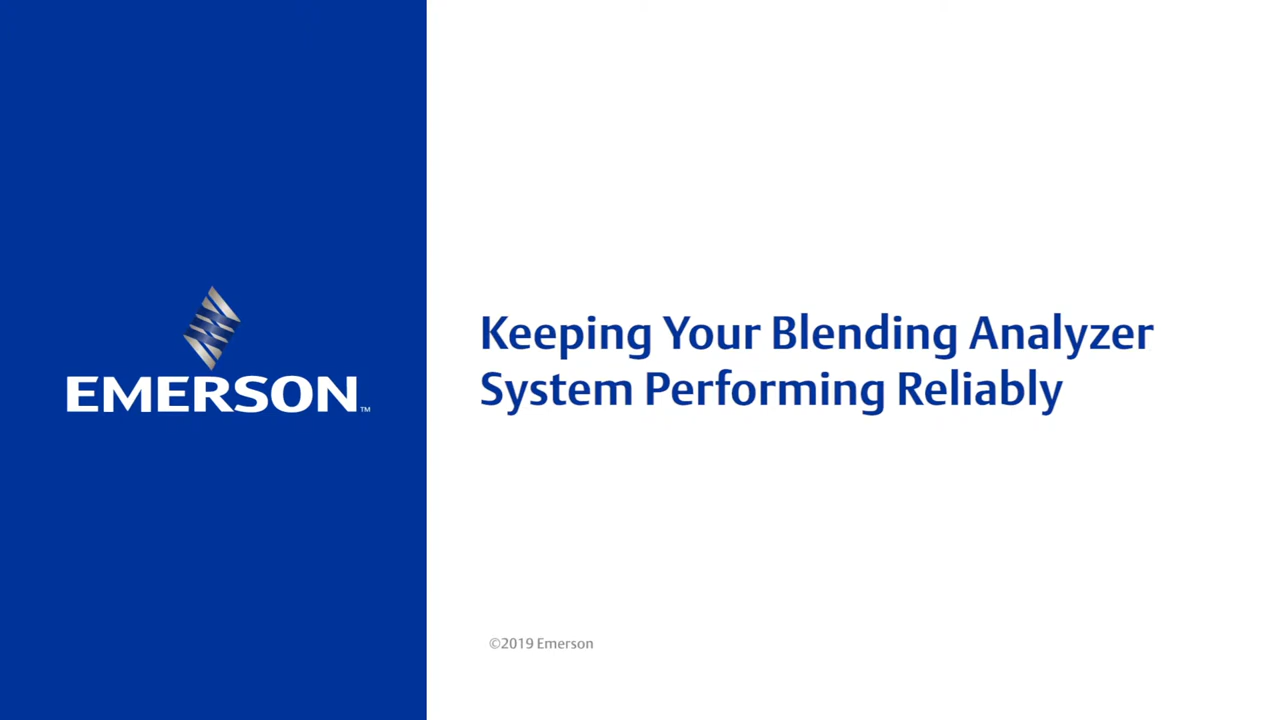 EMERSON™
Keeping Your Blending Analyzer
System Performing Reliably
©2019 Emerson